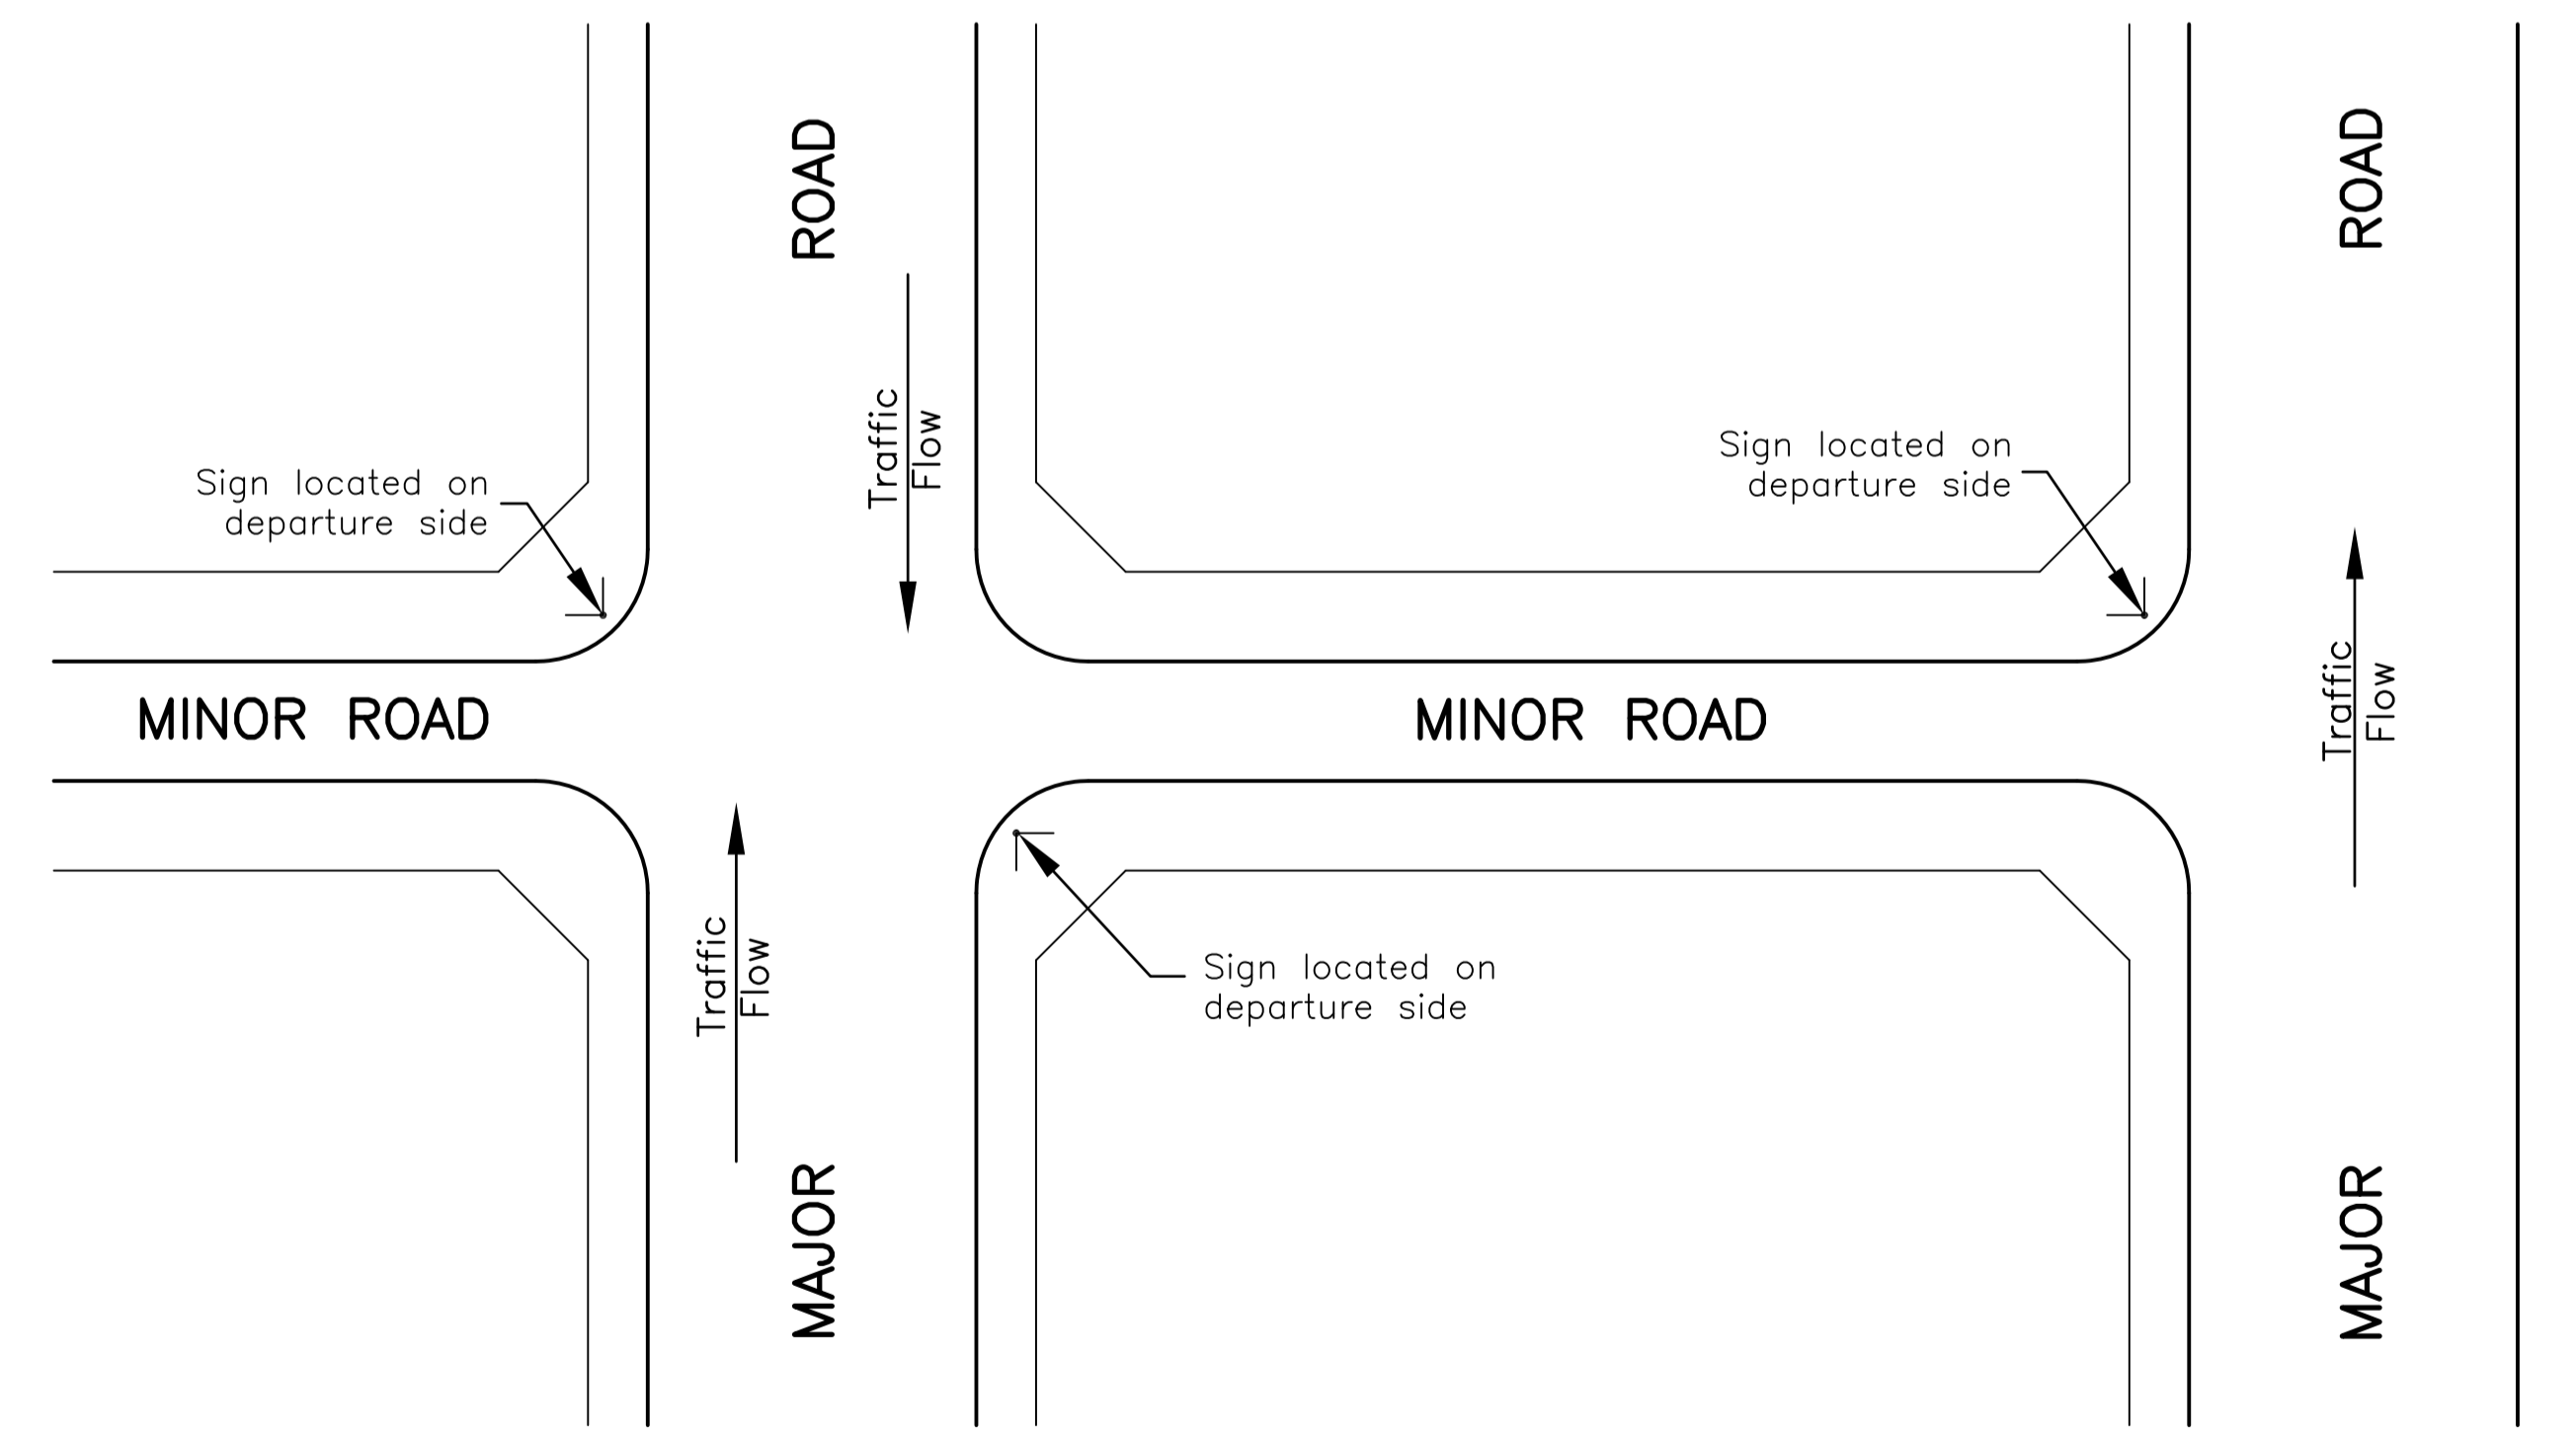 ROAD
ROAD
Traffic
Flow
Sign located on
departure side
Sign located on
departure side
MINOR ROAD
MINOR ROAD
Traffic
Flow
Traffic
Flow
Sign located on
departure side
MAJOR
MAJOR